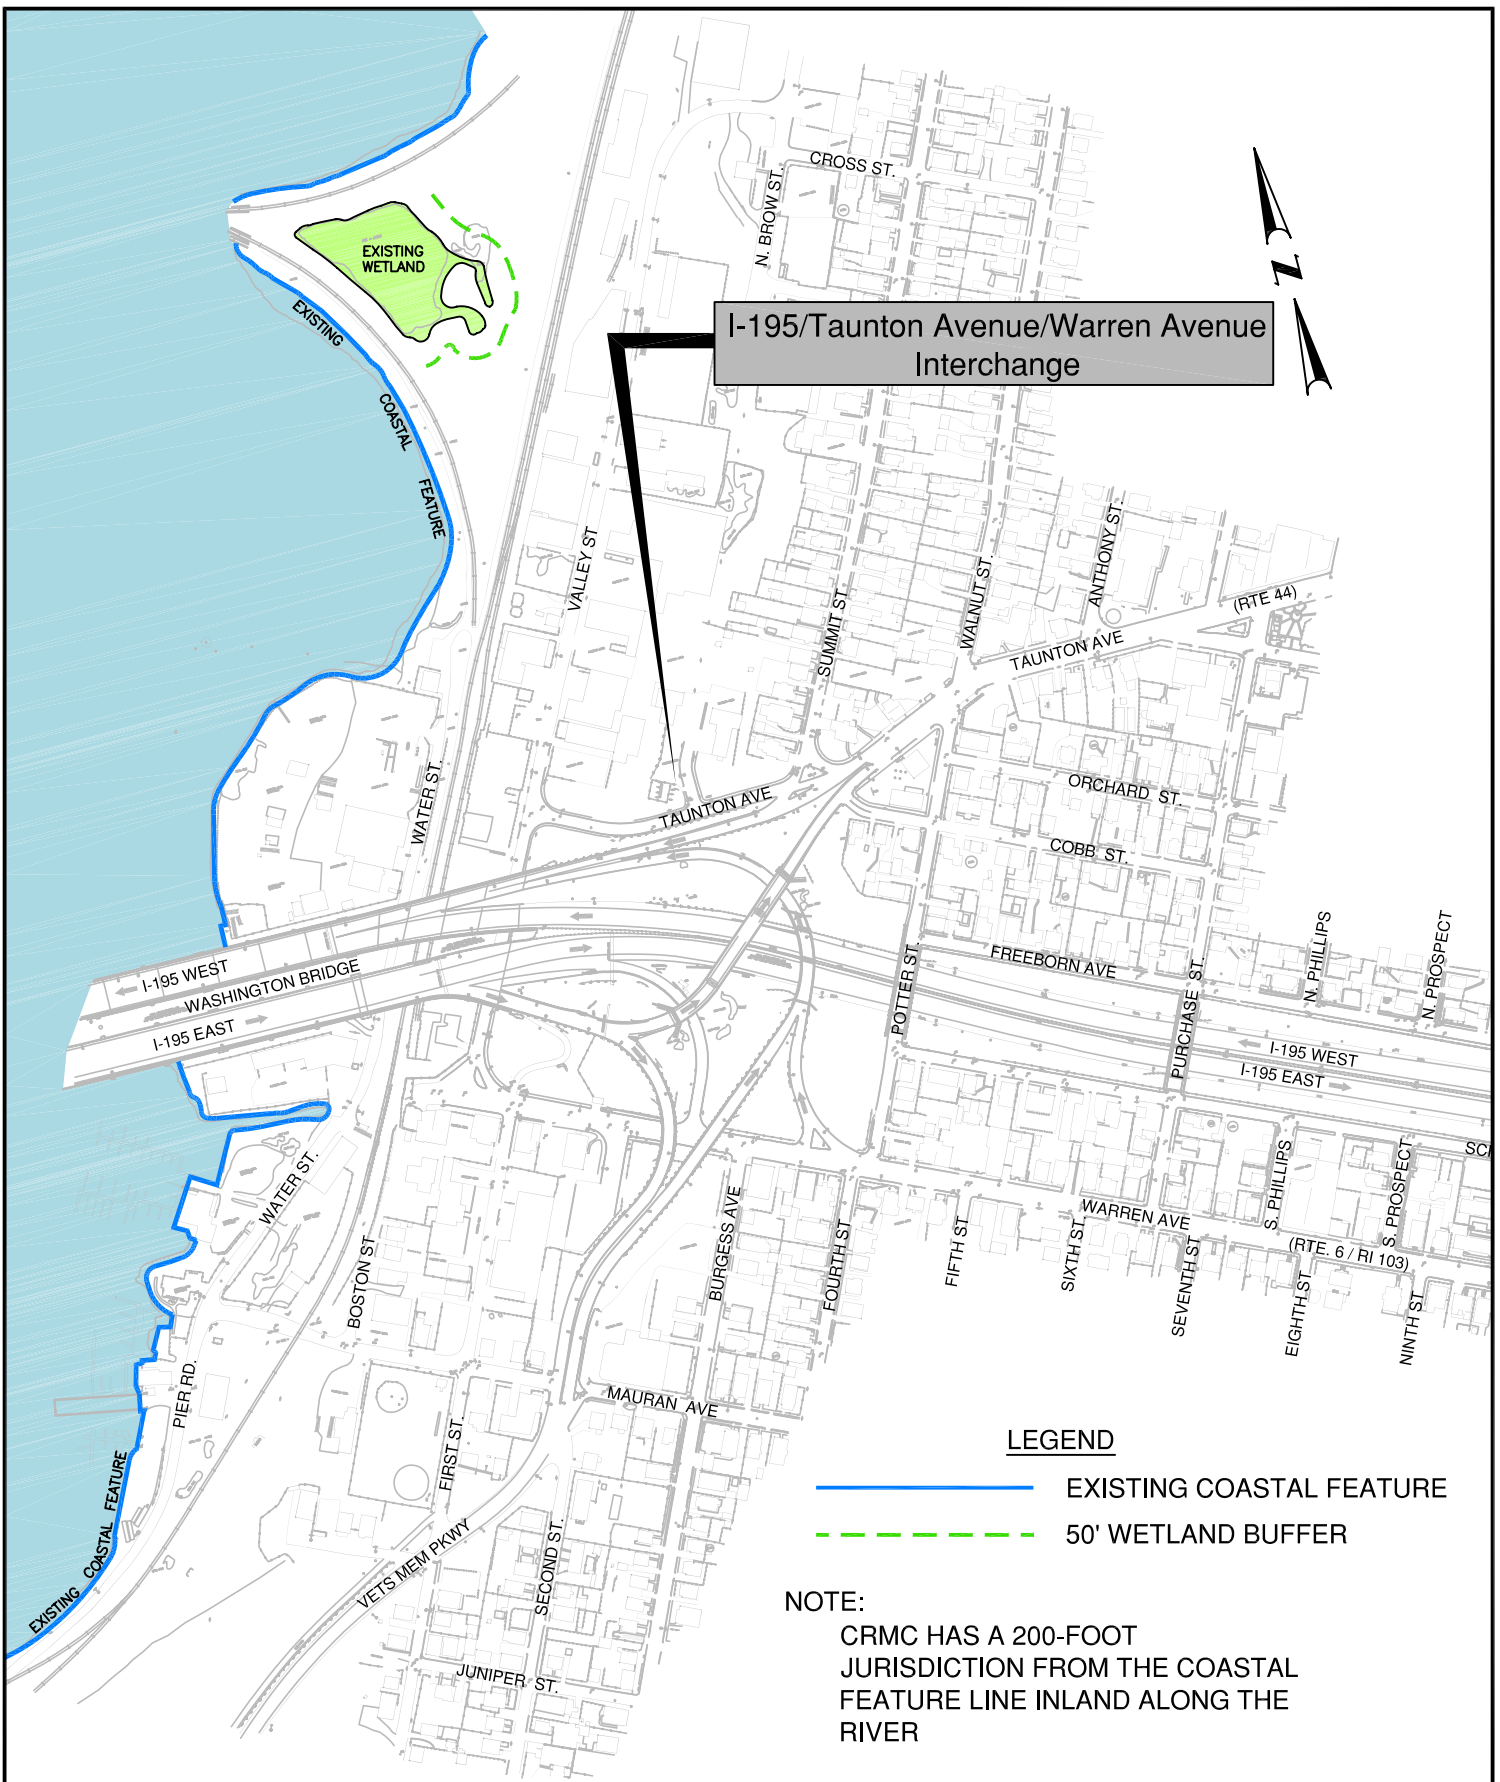 CROSS ST.
N. BROW ST.
EXISTING
WETLAND
N
I-195/Taunton Avenue/Warren Avenue
Interchange
EXISTING
COASTAL
FEATURE
VALLEY ST
SUMMIT ST.
WALNUT ST.
ANTHONY ST.
(RTE 44)
TAUNTON AVE
WATER ST.
TAUNTON AVE
ORCHARD ST.
COBB ST.
I-195 WEST
WASHINGTON BRIDGE
I-195 EAST
POTTER ST.
FREEBORN AVE
PURCHASE ST.
N. PHILLIPS
N. PROSPECT
I-195 WEST
I-195 EAST
SCH
WATER ST.
BOSTON ST
BURGESS AVE
FOURTH ST
FIFTH ST
SIXTH ST.
WARREN AVE
SEVENTH ST
S. PHILLIPS
S. PROSPECT
(RTE. 6 / RI 103)
EIGHTH ST
NINTH ST
PIER RD.
MAURAN AVE
FIRST ST.
SECOND ST.
VETS MEM PKWY
JUNIPER ST.
EXISTING COASTAL FEATURE
LEGEND
EXISTING COASTAL FEATURE
50' WETLAND BUFFER
NOTE:
CRMC HAS A 200-FOOT
JURISDICTION FROM THE COASTAL
FEATURE LINE INLAND ALONG THE
RIVER